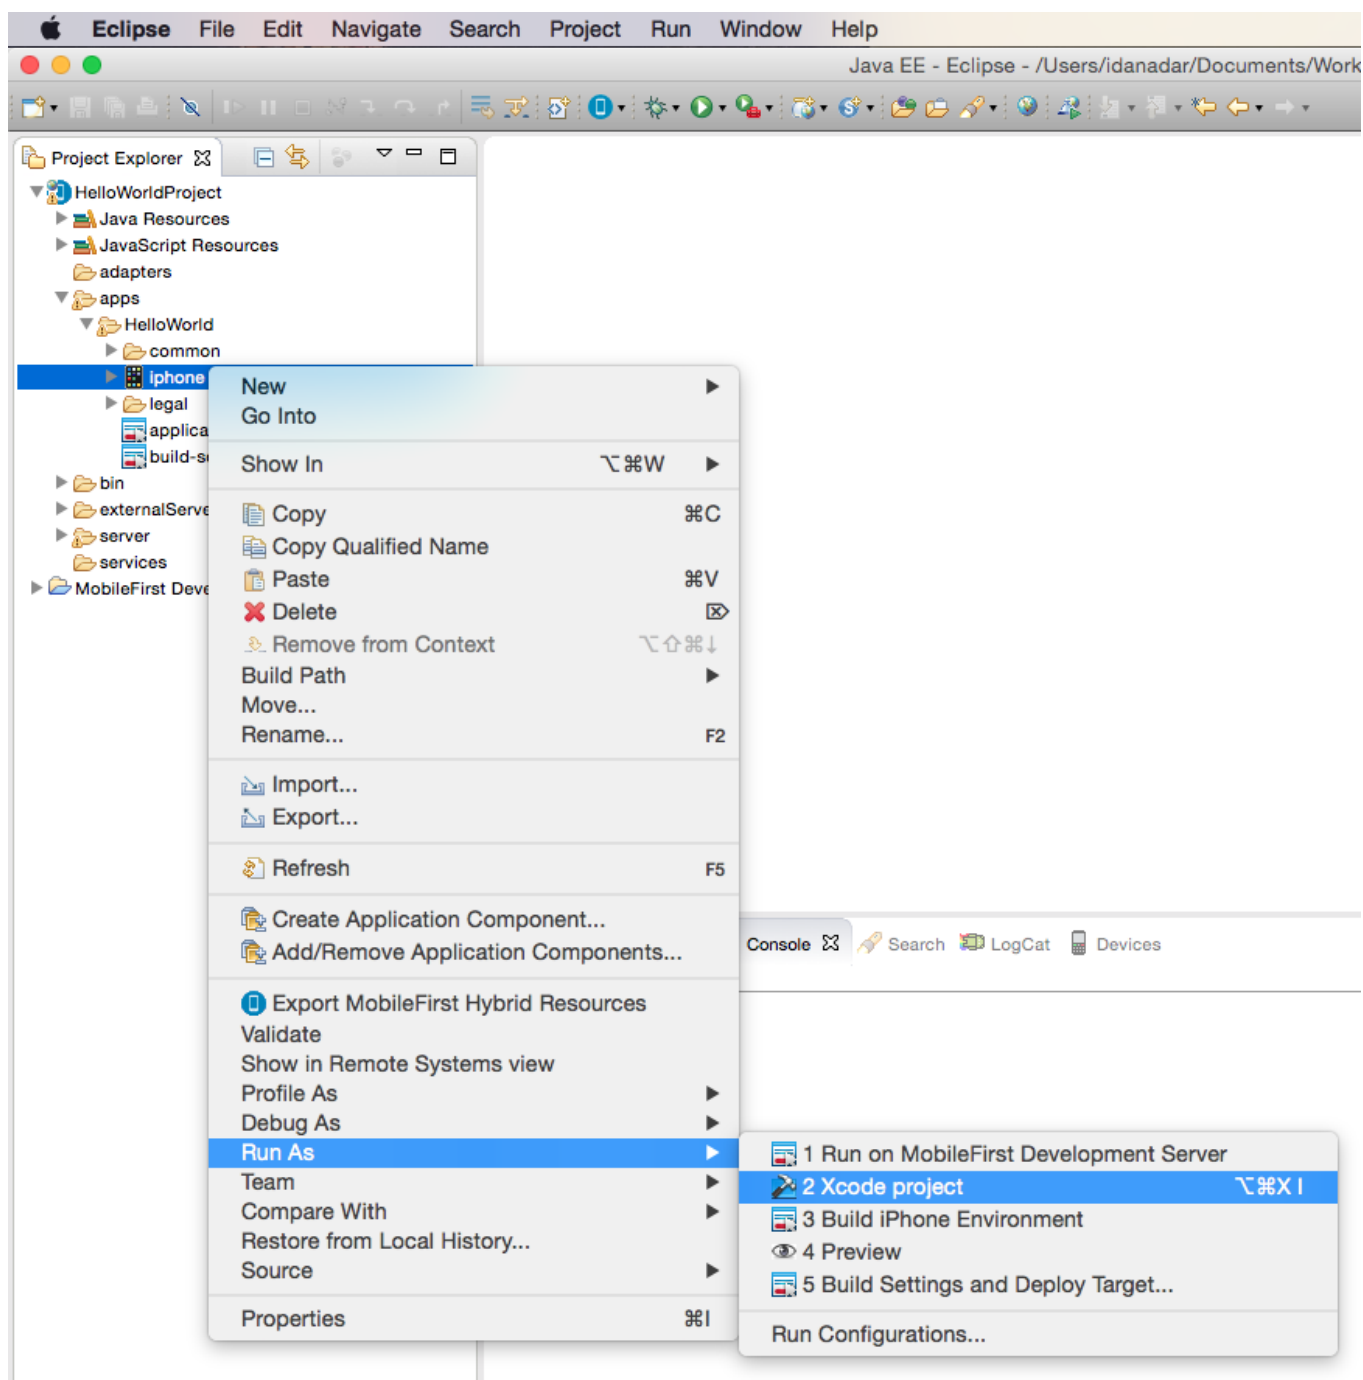 Eclipse File Edit Navigate Search Project Run Window Help
Java EE - Eclipse - /Users/idanadar/Documents/Work
Project Explorer
HelloWorldProject
Java Resources
JavaScript Resources
adapters
apps
HelloWorld
common
iphone
legal
applica
build-s
bin
externalServe
server
services
MobileFirst Deve
New
Go Into
Show In ⌥⌘W
Copy ⌘C
Copy Qualified Name
Paste ⌘V
Delete ⌦
Remove from Context ⌥⇧⌘↓
Build Path
Move...
Rename... F2
Import...
Export...
Refresh F5
Create Application Component...
Add/Remove Application Components...
Export MobileFirst Hybrid Resources
Validate
Show in Remote Systems view
Profile As
Debug As
Run As
Team
Compare With
Restore from Local History...
Source
Properties ⌘I
Console Search LogCat Devices
1 Run on MobileFirst Development Server
2 Xcode project ⌥⌘X I
3 Build iPhone Environment
4 Preview
5 Build Settings and Deploy Target...
Run Configurations...